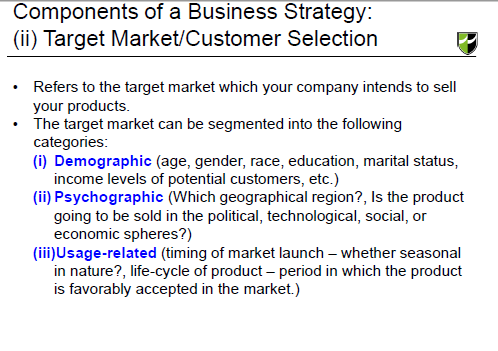 Components of a Business Strategy:
(ii) Target Market/Customer Selection
• Refers to the target market which your company intends to sell
your products.
• The target market can be segmented into the following
categories:
(i) Demographic (age, gender, race, education, marital status,
income levels of potential customers, etc.)
(ii) Psychographic (Which geographical region?, Is the product
going to be sold in the political, technological, social, or
economic spheres?)
(iii)Usage-related (timing of market launch – whether seasonal
in nature?, life-cycle of product – period in which the product
is favorably accepted in the market.)